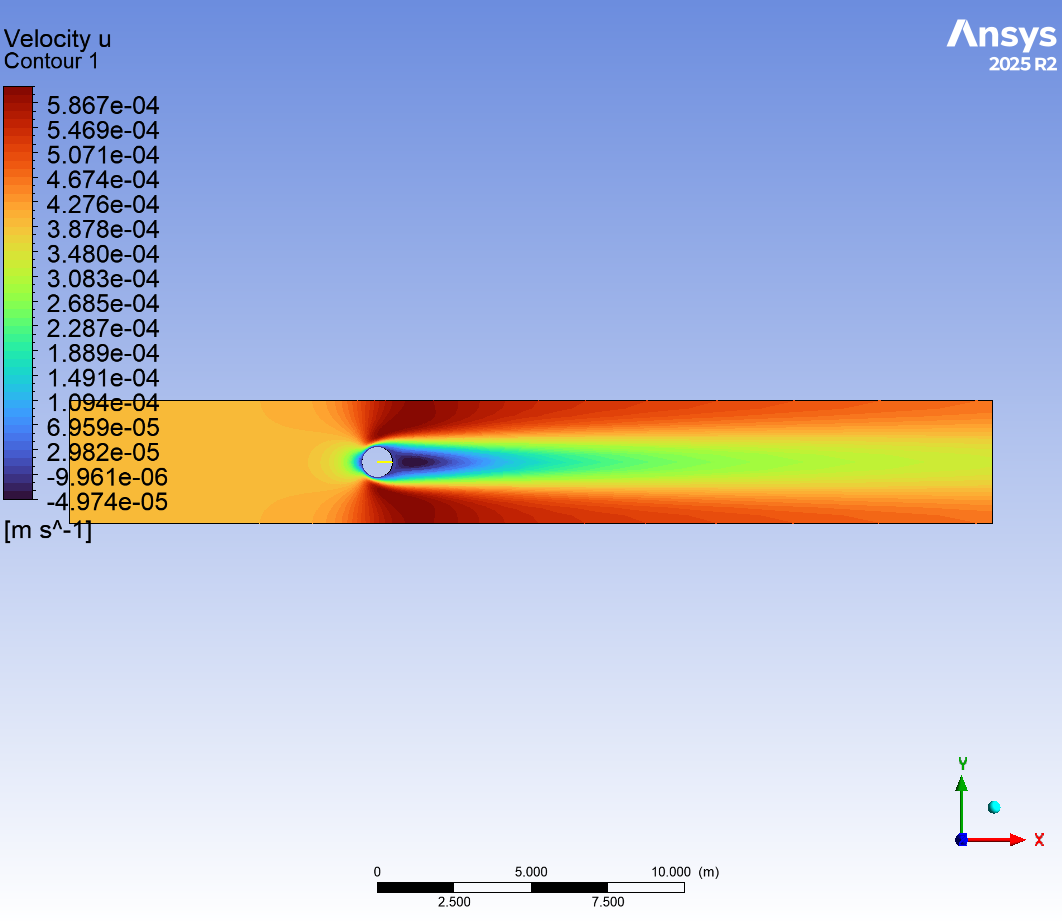 Velocity u
Contour 1
Ansys
2025 R2
5.867e-04
5.469e-04
5.071e-04
4.674e-04
4.276e-04
3.878e-04
3.480e-04
3.083e-04
2.685e-04
2.287e-04
1.889e-04
1.491e-04
1.094e-04
6.959e-05
2.982e-05
-9.961e-06
-4.974e-05
[m s^-1]
Y
X
0 5.000 10.000 (m)
2.500 7.500